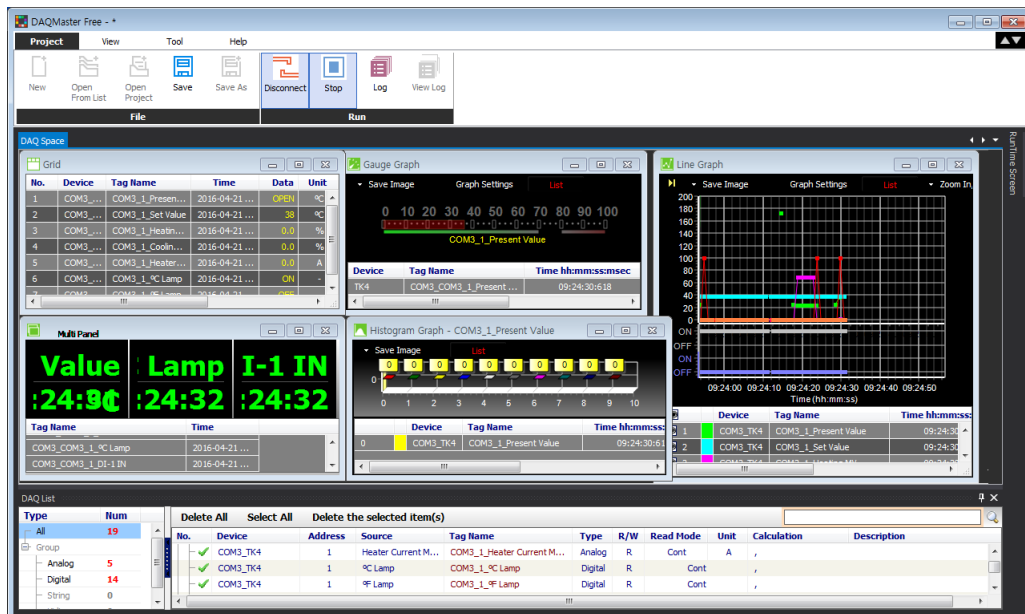 DAQMaster Free - *
Project View Tool Help
New Open From List Open Project Save Save As Disconnect Stop Log View Log
File Run
DAQ Space
RunTime Screen
Grid
No. Device Tag Name Time Data Unit
1 COM3_... COM3_1_Presen... 2016-04-21 ... OPEN ºC
2 COM3_... COM3_1_Set Value 2016-04-21 ... 38 ºC
3 COM3_... COM3_1_Heatin... 2016-04-21 ... 0.0 %
4 COM3_... COM3_1_Coolin... 2016-04-21 ... 0.0 %
5 COM3_... COM3_1_Heater... 2016-04-21 ... 0.0 A
6 COM3_... COM3_1_ºC Lamp 2016-04-21 ... ON -
Gauge Graph
Save Image Graph Settings List
0 10 20 30 40 50 60 70 80 90 100
COM3_1_Present Value
Device Tag Name Time hh:mm:ss:msec
TK4 COM3_COM3_1_Present ... 09:24:30:618
Line Graph
Save Image Graph Settings List Zoom In,
200
180
160
140
120
100
80
60
40
20
0
ON
OFF
ON
OFF
09:24:00 09:24:10 09:24:20 09:24:30 09:24:40 09:24:50
Time(hh:mm:ss)
Device Tag Name Time hh:mm:ss:
1 COM3_TK4 COM3_1_Present Value 09:24:30
2 COM3_TK4 COM3_1_Set Value 09:24:30
Multi Panel
Value Lamp I-1 IN
:24:32 :24:32
Tag Name Time
COM3_COM3_1_ºC Lamp 2016-04-21 ...
COM3_COM3_1_DI-1 IN 2016-04-21 ...
Histogram Graph - COM3_1_Present Value
Save Image List
0 0 0 0 0 0 0 0 0
0
0 1 2 3 4 5 6 7 8 9 10
Device Tag Name Time hh:mm:ss
0 COM3_TK4 COM3_1_Present Value 09:24:30:61
DAQ List
Type Num
All 19
Group
Analog 5
Digital 14
String 0
Delete All Select All Delete the selected item(s)
No. Device Address Source Tag Name Type R/W Read Mode Unit Calculation Description
COM3_TK4 1 Heater Current M... COM3_1_Heater Current M... Analog R Cont A ,
COM3_TK4 1 ºC Lamp COM3_1_ºC Lamp Digital R Cont ,
COM3_TK4 1 ºF Lamp COM3_1_ºF Lamp Digital R Cont ,